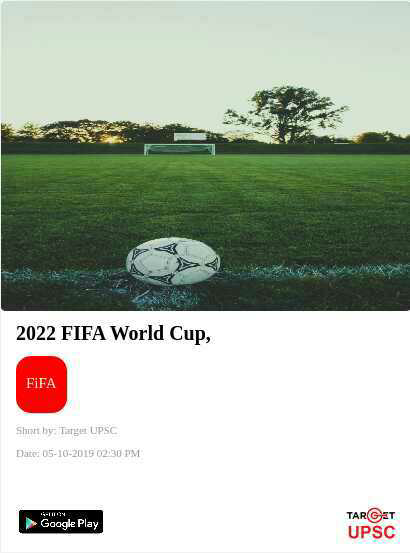 2022 FIFA World Cup,
FiFA
Short by: Target UPSC
Date: 05-10-2019 02:30 PM
GET IT ON
Google Play
TARGET
UPSC